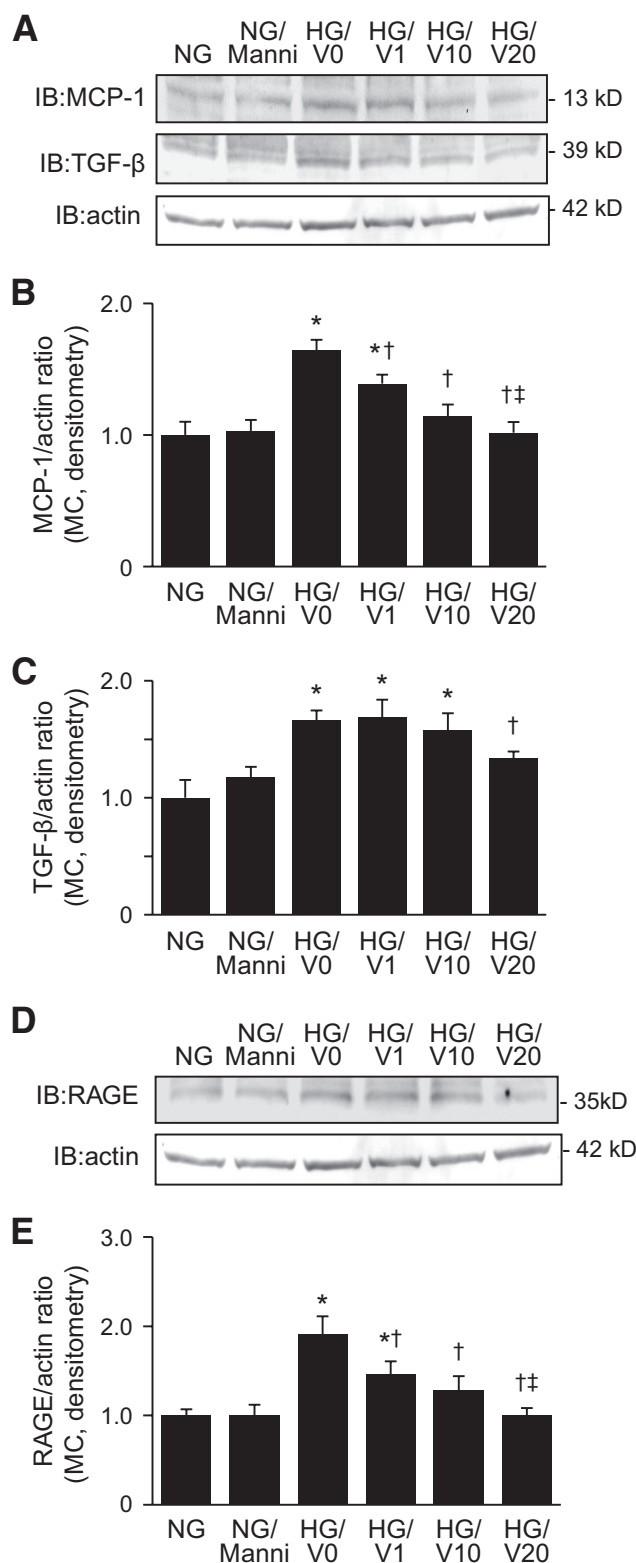 A
NG NG/ HG/ HG/ HG/ HG/
Manni V0 V1 V10 V20
IB:MCP-1 - 13 kD
IB:TGF-β - 39 kD
IB:actin - 42 kD
B
MCP-1/actin ratio
(MC, densitometry)
2.0
1.0
0
* *† † †‡
NG NG/ HG/ HG/ HG/ HG/
Manni V0 V1 V10 V20
C
TGF-β/actin ratio
(MC, densitometry)
2.0
1.0
0
* * * †
NG NG/ HG/ HG/ HG/ HG/
Manni V0 V1 V10 V20
D
NG NG/ HG/ HG/ HG/ HG/
Manni V0 V1 V10 V20
IB:RAGE - 35kD
IB:actin - 42 kD
E
RAGE/actin ratio
(MC, densitometry)
3.0
2.0
1.0
0
* *† † †‡
NG NG/ HG/ HG/ HG/ HG/
Manni V0 V1 V10 V20